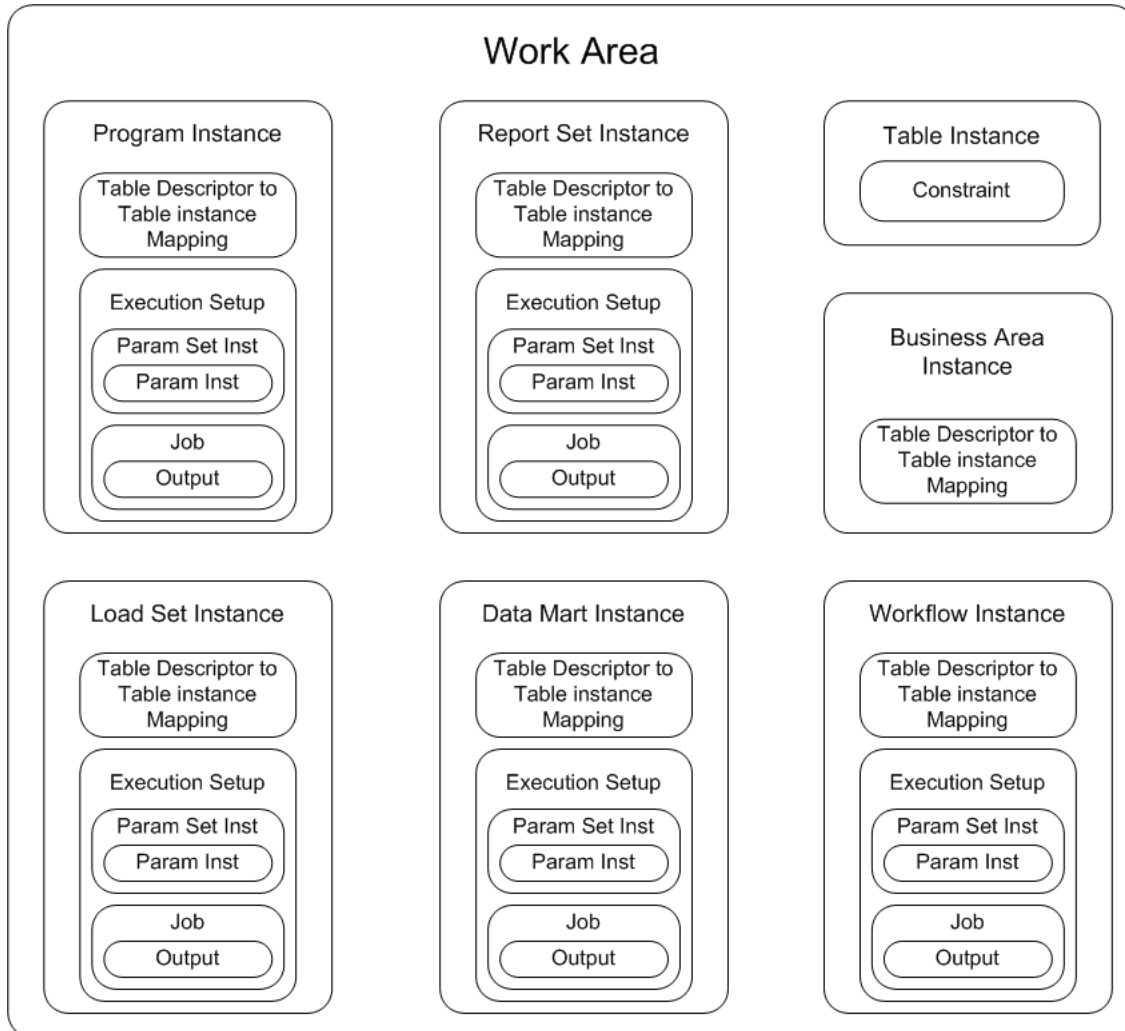 Work Area
Program Instance
Table Descriptor to
Table instance
Mapping
Execution Setup
Param Set Inst
Param Inst
Job
Output
Report Set Instance
Table Descriptor to
Table instance
Mapping
Execution Setup
Param Set Inst
Param Inst
Job
Output
Table Instance
Constraint
Business Area
Instance
Table Descriptor to
Table instance
Mapping
Load Set Instance
Table Descriptor to
Table instance
Mapping
Execution Setup
Param Set Inst
Param Inst
Job
Output
Data Mart Instance
Table Descriptor to
Table instance
Mapping
Execution Setup
Param Set Inst
Param Inst
Job
Output
Workflow Instance
Table Descriptor to
Table instance
Mapping
Execution Setup
Param Set Inst
Param Inst
Job
Output